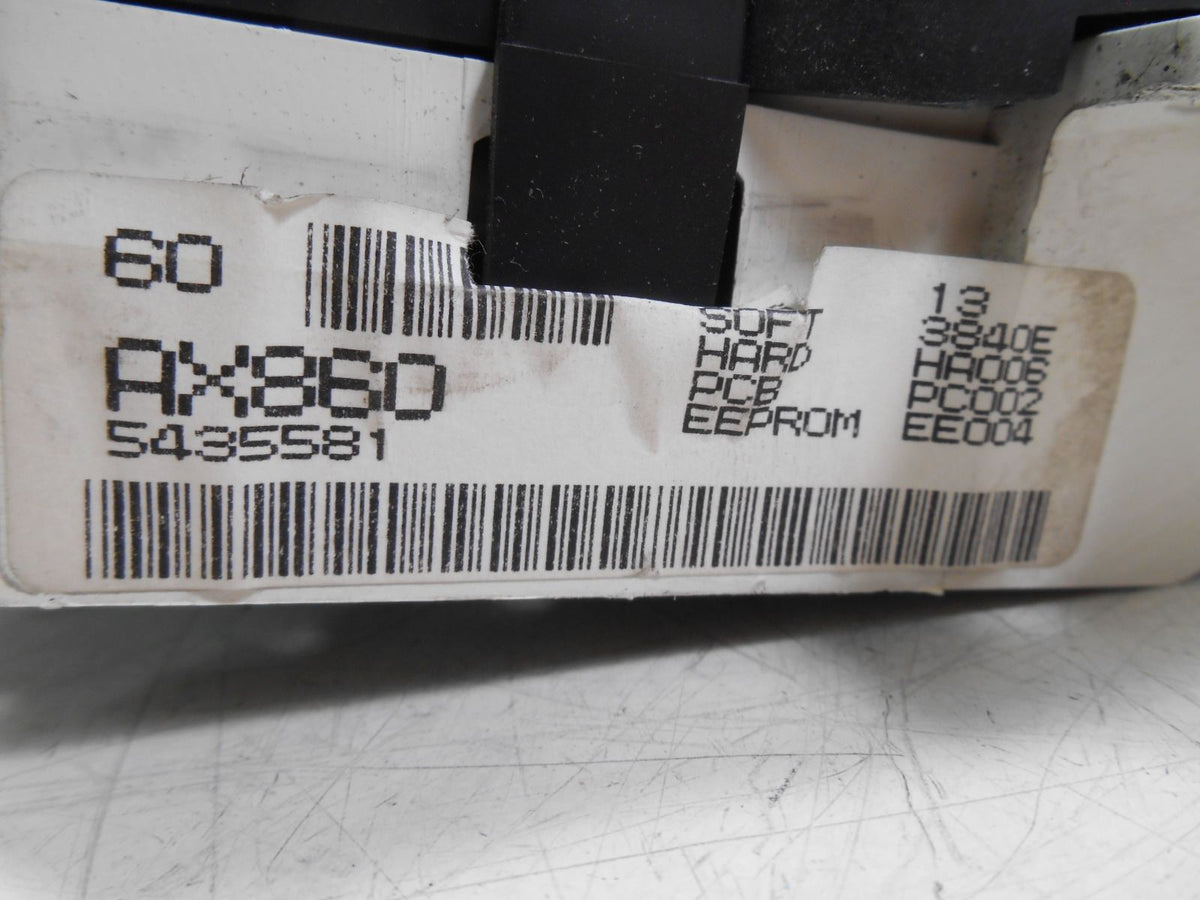 60
13
SOFT 3840E
AX86D
HARD HA006
PCB PC002
EEPROM EE004
5435581